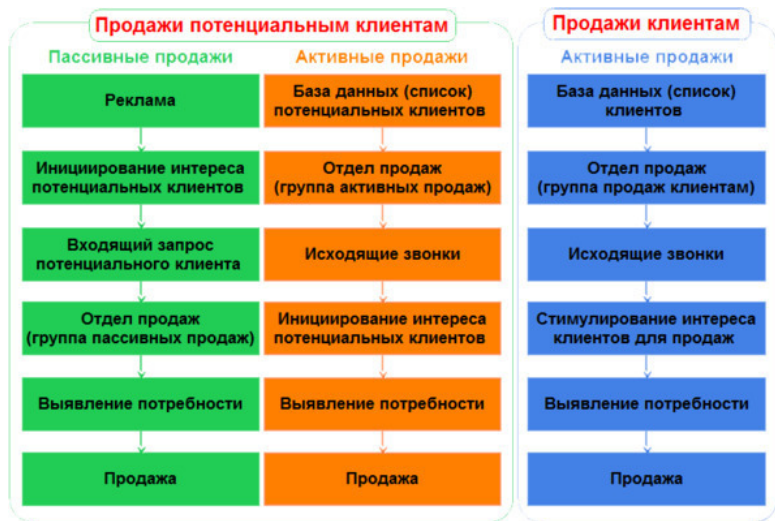 Продажи потенциальным клиентам
Пассивные продажи
Реклама
Инициирование интереса
потенциальных клиентов
Входящий запрос
потенциального клиента
Отдел продаж
(группа пассивных продаж)
Выявление потребности
Продажа
Активные продажи
База данных (список)
потенциальных клиентов
Отдел продаж
(группа активных продаж)
Исходящие звонки
Инициирование интереса
потенциальных клиентов
Выявление потребности
Продажа
Продажи клиентам
Активные продажи
База данных (список)
клиентов
Отдел продаж
(группа продаж клиентам)
Исходящие звонки
Стимулирование интереса
клиентов для продаж
Выявление потребности
Продажа